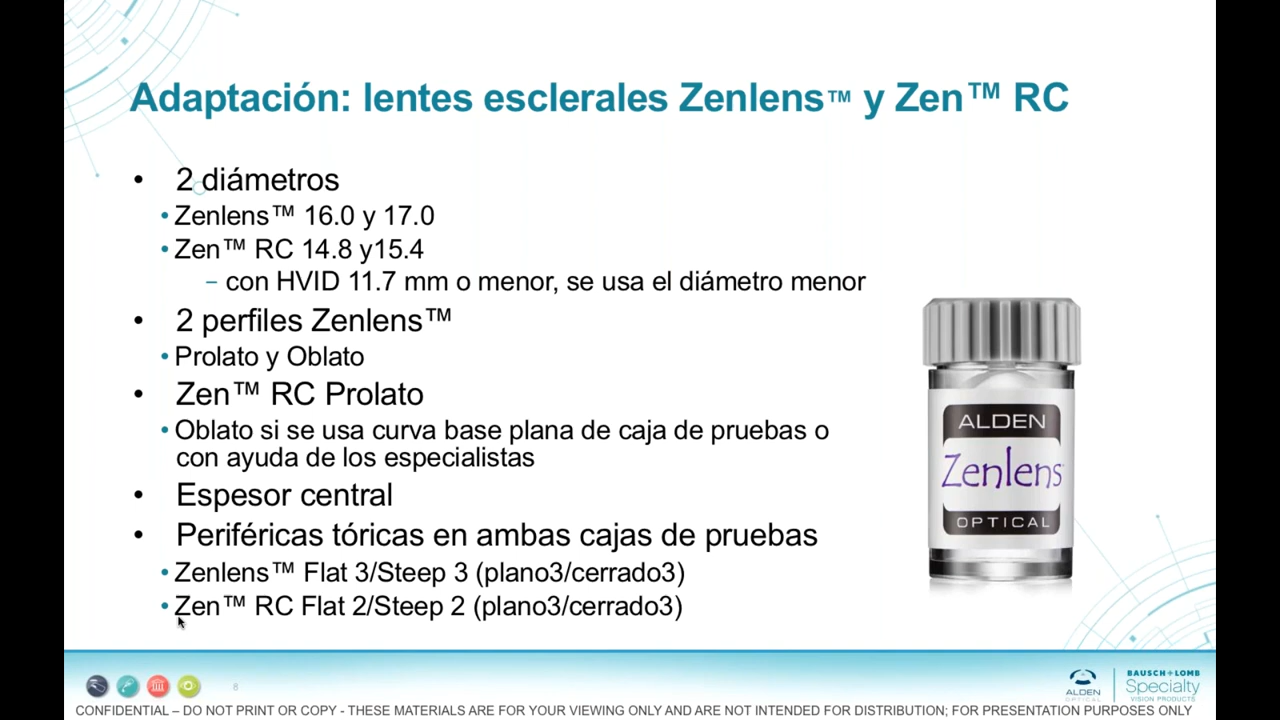 Adaptación: lentes esclerales Zenlens™ y Zen™ RC
• 2 diámetros
• Zenlens™ 16.0 y 17.0
• Zen™ RC 14.8 y15.4
– con HVID 11.7 mm o menor, se usa el diámetro menor
• 2 perfiles Zenlens™
• Prolato y Oblato
• Zen™ RC Prolato
• Oblato si se usa curva base plana de caja de pruebas o
con ayuda de los especialistas
• Espesor central
• Periféricas tóricas en ambas cajas de pruebas
• Zenlens™ Flat 3/Steep 3 (plano3/cerrado3)
• Zen™ RC Flat 2/Steep 2 (plano3/cerrado3)
ALDEN
Zenlens
OPTICAL
8
ALDEN
OPTICAL
BAUSCH + LOMB
Specialty
VISION PRODUCTS
CONFIDENTIAL – DO NOT PRINT OR COPY - THESE MATERIALS ARE FOR YOUR VIEWING ONLY AND ARE NOT INTENDED FOR DISTRIBUTION; FOR PRESENTATION PURPOSES ONLY